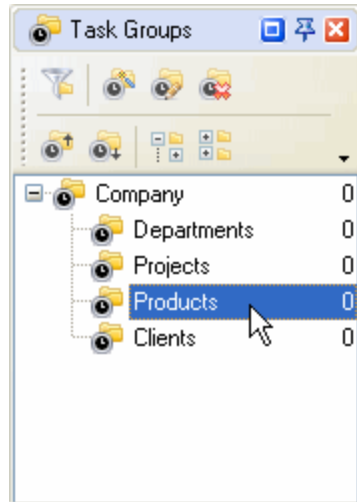 Task Groups
Company 0
Departments 0
Projects 0
Products 0
Clients 0